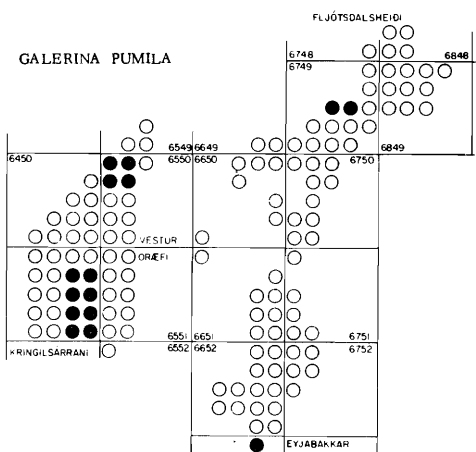 FLJÓTSDALSHEIÐI
GALERINA PUMILA
6748 6848
6749
6549 6649 6849
6450 6550 6650 6750
VESTUR
ORÆFI
6551 6651 6751
KRINGILSÁRRANI 6552 6652 6752
EYJABAKKAR